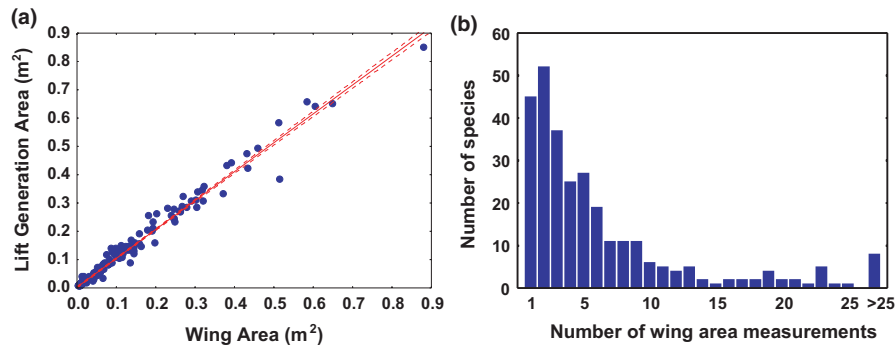 (a)
Lift Generation Area (m²)
0.9
0.8
0.7
0.6
0.5
0.4
0.3
0.2
0.1
0.0
0.0 0.1 0.2 0.3 0.4 0.5 0.6 0.7 0.8 0.9
Wing Area (m²)
(b)
Number of species
60
50
40
30
20
10
0
1 5 10 15 20 25 >25
Number of wing area measurements